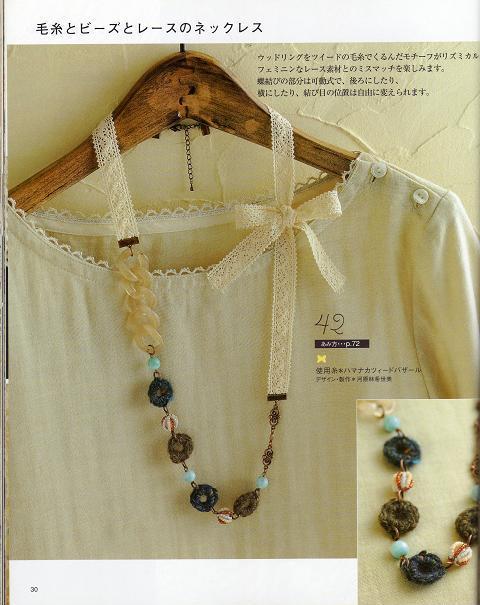 毛糸とビーズとレースのネックレス
ウッドリングをツイードの毛糸でくるんだモチーフがリズミカル
フェミニンなレース素材とのミスマッチを楽しみます。
蝶結びの部分は可動式で、後ろにしたり、
横にしたり、結び目の位置は自由に変えられます。
42
あみ方・・・p.72
使用糸＊ハマナカツィードバザール
デザイン・製作＊河原林美登美
30